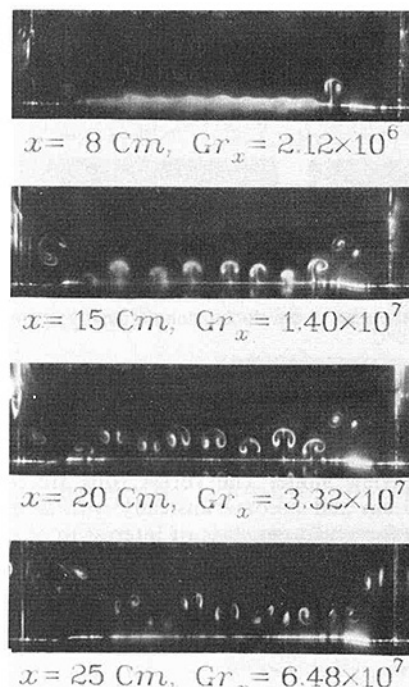 x = 8 Cm, Gr_x = 2.12×10^6
x = 15 Cm, Gr_x = 1.40×10^7
x = 20 Cm, Gr_x = 3.32×10^7
x = 25 Cm, Gr_x = 6.48×10^7